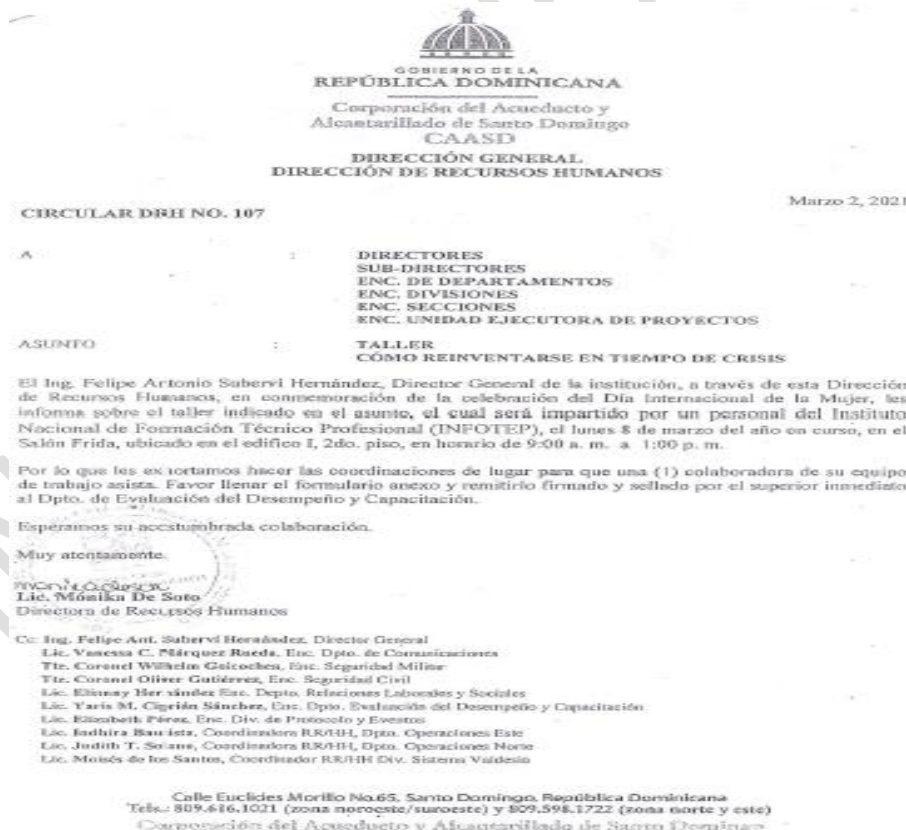 GOBIERNO DE LA
REPÚBLICA DOMINICANA
Corporación del Acueducto y
Alcantarillado de Santo Domingo
CAASD
DIRECCIÓN GENERAL
DIRECCIÓN DE RECURSOS HUMANOS
Marzo 2, 2021
CIRCULAR DRH NO. 107
A : DIRECTORES
SUB-DIRECTORES
ENC. DE DEPARTAMENTOS
ENC. DIVISIONES
ENC. SECCIONES
ENC. UNIDAD EJECUTORA DE PROYECTOS
ASUNTO : TALLER
CÓMO REINVENTARSE EN TIEMPO DE CRISIS
El Ing. Felipe Antonio Suberví Hernández, Director General de la institución, a través de esta Dirección
de Recursos Humanos, en conmemoración de la celebración del Día Internacional de la Mujer, les
informa sobre el taller indicado en el asunto, el cual será impartido por un personal del Instituto
Nacional de Formación Técnico Profesional (INFOTEP), el lunes 8 de marzo del año en curso, en el
Salón Frida, ubicado en el edifico I, 2do. piso, en horario de 9:00 a. m. a 1:00 p. m.
Por lo que les exhortamos hacer las coordinaciones de lugar para que una (1) colaboradora de su equipo
de trabajo asista. Favor llenar el formulario anexo y remitirlo firmado y sellado por el superior inmediato
al Dpto. de Evaluación del Desempeño y Capacitación.
Esperamos su acostumbrada colaboración.
Muy atentamente
Lic. Mónika De Soto
Directora de Recursos Humanos
Cc: Ing. Felipe Ant. Suberví Hernández, Director General
Lic. Vanessa C. Márquez Rueda, Enc. Dpto. de Comunicaciones
Tte. Coronel Wilhelm Goicochea, Enc. Seguridad Militar
Tte. Coronel Oliver Gutiérrez, Enc. Seguridad Civil
Lic. Hernández Enc. Depto. Relaciones Laborales y Sociales
Lic. Yaris M. Ciprián Sánchez, Enc. Dpto. Evaluación del Desempeño y Capacitación
Lic. Elizabeth Pérez, Enc. Div. de Protocolo y Eventos
Lic. Indhira Bautista, Coordinadora RR/HH, Dpto. Operaciones Este
Lic. Judith T. Solano, Coordinadora RR/HH, Dpto. Operaciones Norte
Lic. Moisés de los Santos, Coordinador RR/HH Div. Sistema Valdesia
Calle Euclides Morillo No.65, Santo Domingo, República Dominicana
Tels.: 809.686.1021 (zona noroeste/suroeste) y 809.598.1722 (zona norte y este)
Corporación del Acueducto y Alcantarillado de Santo Domingo